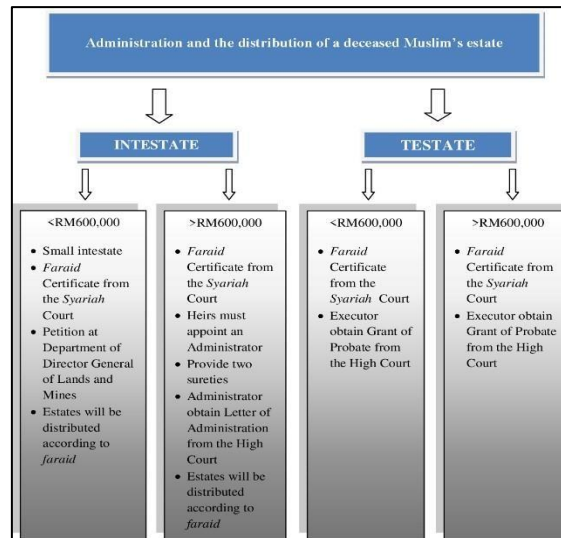 Administration and the distribution of a deceased Muslim's estate
INTESTATE
TESTATE
<RM600,000
• Small intestate
• Faraid
Certificate from
the Syariah
Court
• Petition at
Department of
Director General
of Lands and
Mines
• Estates will be
distributed
according to
faraid
>RM600,000
• Faraid
Certificate from
the Syariah
Court
• Heirs must
appoint an
Administrator
• Provide two
sureties
• Administrator
obtain Letter of
Administration
from the High
Court
• Estates will be
distributed
according to
faraid
<RM600,000
• Faraid
Certificate
from the
Syariah Court
• Executor
obtain Grant of
Probate from
the High Court
>RM600,000
• Faraid
Certificate from
the Syariah
Court
• Executor obtain
Grant of Probate
from the High
Court